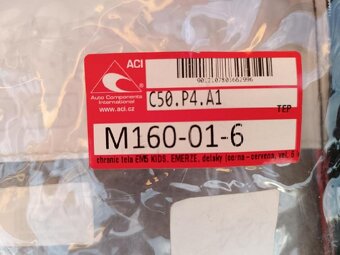 ACI
Auto Components
International
www.aci.cz
C50.P4.A1
TEP
M160-01-6
chranic tela EM5 KIDS, EMERZE, detsky (cerna - cervena, vel. 6